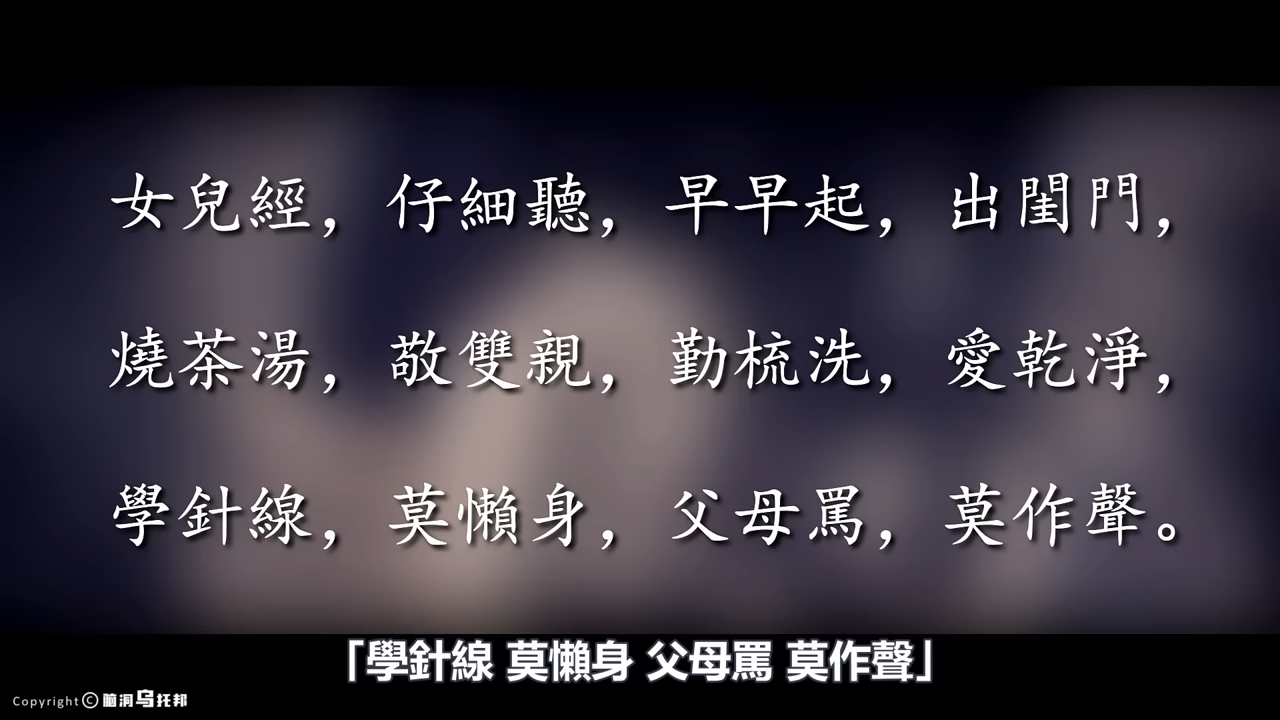 女兒經，仔細聽，早早起，出閨門，
燒茶湯，敬雙親，勤梳洗，愛乾淨，
學針線，莫懶身，父母罵，莫作聲。
「學針線 莫懶身 父母罵 莫作聲」
Copyright © 脑洞乌托邦